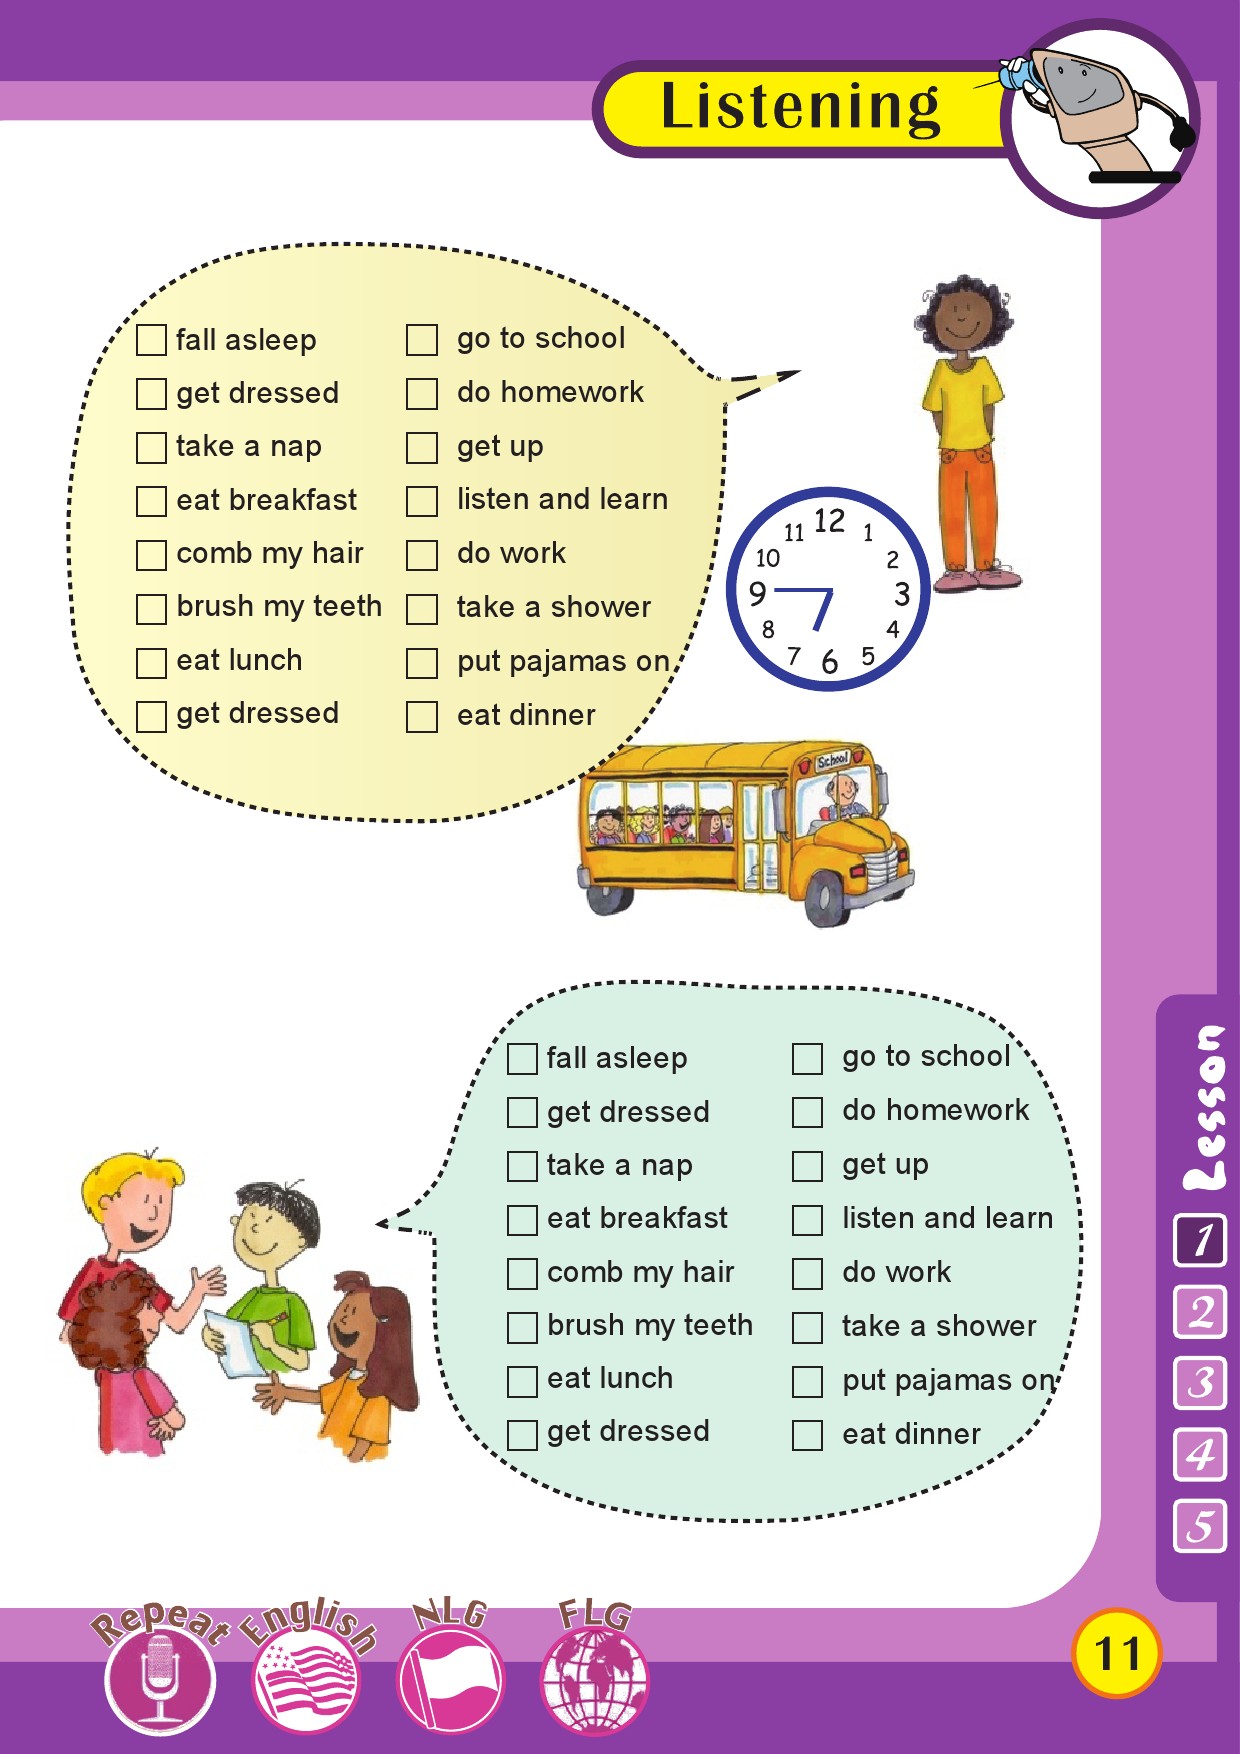 Listening
fall asleep
get dressed
take a nap
eat breakfast
comb my hair
brush my teeth
eat lunch
get dressed
go to school
do homework
get up
listen and learn
do work
take a shower
put pajamas on
eat dinner
12
1
2
3
4
5
6
7
8
9
10
11
School
fall asleep
get dressed
take a nap
eat breakfast
comb my hair
brush my teeth
eat lunch
get dressed
go to school
do homework
get up
listen and learn
do work
take a shower
put pajamas on
eat dinner
Lesson
1
2
3
4
5
Repeat
English
NLG
FLG
11